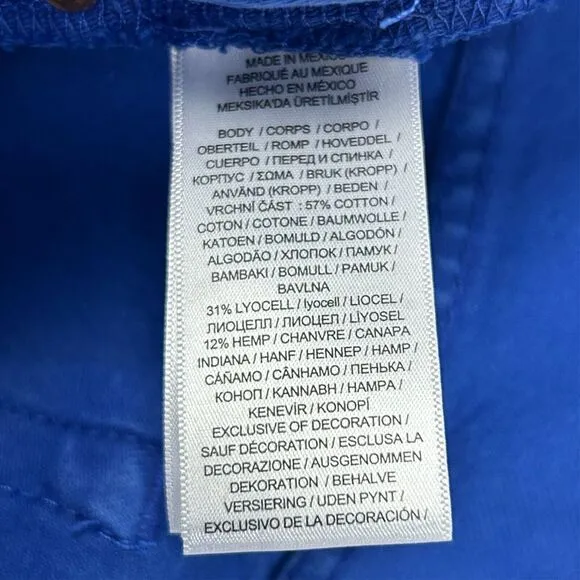 MADE IN MEXICO
FABRIQUÉ AU MEXIQUE
HECHO EN MÉXICO
MEKSIKA'DA ÜRETİLMİŞTİR
BODY / CORPS / CORPO /
OBERTEIL / ROMP / HOVEDDEL /
CUERPO / ПЕРЕД И СПИНКА /
КОРПУС / ΣΩΜΑ / BRUK (KROPP) /
ANVÄND (KROPP) / BEDEN /
VRCHNÍ ČÁST : 57% COTTON /
COTON / COTONE / BAUMWOLLE /
KATOEN / BOMULD / ALGODÓN /
ALGODÃO / ХЛОПОК / ПАМУК /
BAMBAKI / BOMULL / PAMUK /
BAVLNA
31% LYOCELL / lyocell / LIOCEL /
ЛИОЦЕЛЛ / ЛИОЦЕЛ / LİYOSEL
12% HEMP / CHANVRE / CANAPA
INDIANA / HANF / HENNEP / HAMP /
CÁÑAMO / CÂNHAMO / ПЕНЬКА /
КОНОП / KANNABH / HAMPA /
KENEVİR / KONOPÍ
EXCLUSIVE OF DECORATION /
SAUF DÉCORATION / ESCLUSA LA
DECORAZIONE / AUSGENOMMEN
DEKORATION / BEHALVE
VERSIERING / UDEN PYNT /
EXCLUSIVO DE LA DECORACIÓN /